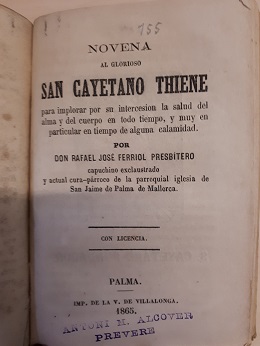 155
NOVENA
AL GLORIOSO
SAN CAYETANO THIENE
para implorar por su intercesion la salud del
alma y del cuerpo en todo tiempo, y muy en
particular en tiempo de alguna calamidad.
POR
DON RAFAEL JOSÉ FERRIOL PRESBÍTERO
capuchino exclaustrado
y actual cura-párroco de la parroquial iglesia de
San Jaime de Palma de Mallorca.
CON LICENCIA.
PALMA.
IMP. DE LA V. DE VILLALONGA.
1865.
ANTONI M. ALCOVER
PREVERE